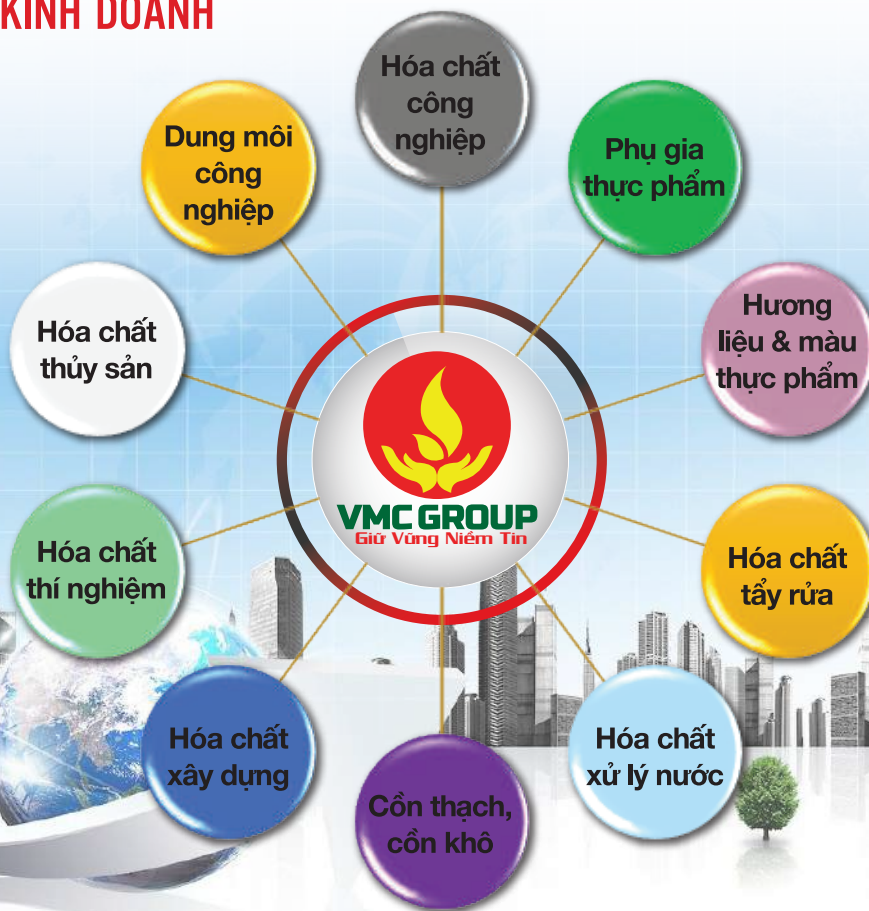 KINH DOANH
Hóa chất
công
nghiệp
Dung môi
công
nghiệp
Phụ gia
thực phẩm
Hóa chất
thủy sản
Hương
liệu & màu
thực phẩm
VMC GROUP
Giữ Vững Niềm Tin
Hóa chất
thí nghiệm
Hóa chất
tẩy rửa
Hóa chất
xây dựng
Hóa chất
xử lý nước
Cồn thạch,
cồn khô